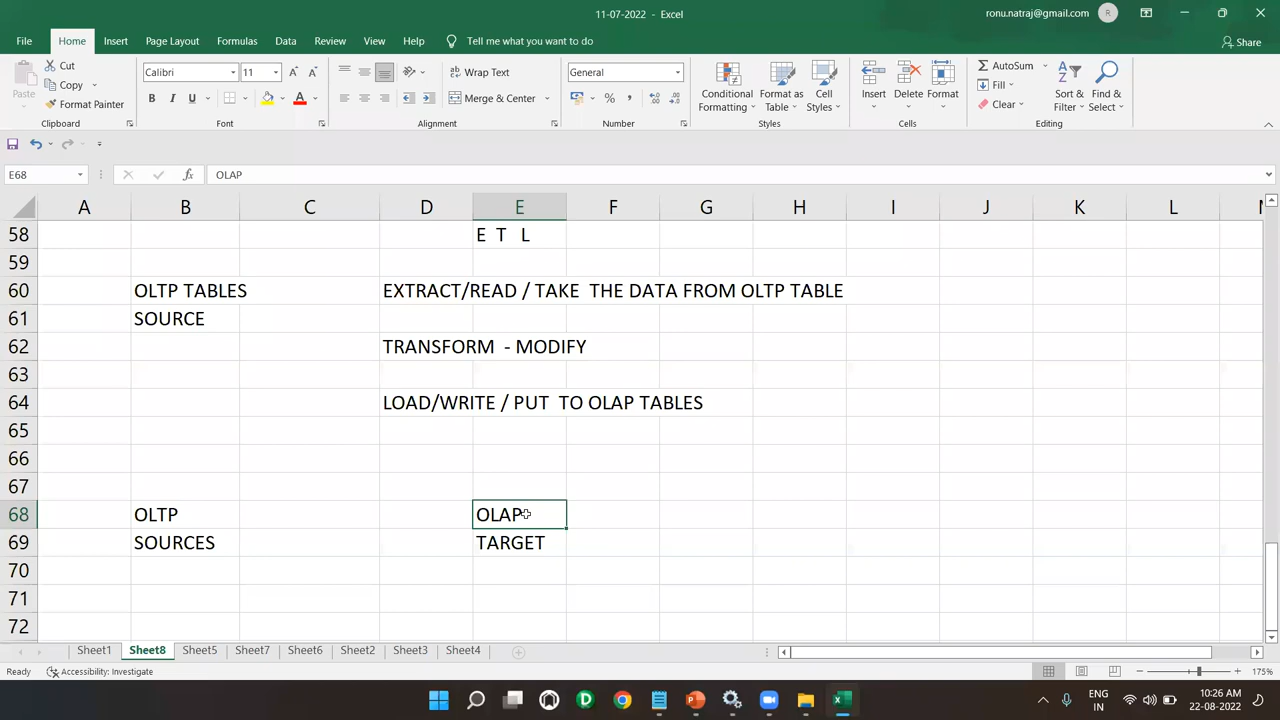 11-07-2022 - Excel
ronu.natraj@gmail.com
R
File Home Insert Page Layout Formulas Data Review View Help Tell me what you want to do
Share
Paste
Cut
Copy
Format Painter
Clipboard
Calibri 11
B I U
Font
Wrap Text
Merge & Center
Alignment
General
Number
Conditional Formatting
Format as Table
Cell Styles
Styles
Insert
Delete
Format
Cells
AutoSum
Fill
Clear
Sort & Filter
Find & Select
Editing
E68
fx
OLAP
A B C D E F G H I J K L
58 E T L
59
60 OLTP TABLES EXTRACT/READ / TAKE THE DATA FROM OLTP TABLE
61 SOURCE
62 TRANSFORM - MODIFY
63
64 LOAD/WRITE / PUT TO OLAP TABLES
65
66
67
68 OLTP OLAP
69 SOURCES TARGET
70
71
72
Sheet1 Sheet8 Sheet5 Sheet7 Sheet6 Sheet2 Sheet3 Sheet4
Ready Accessibility: Investigate
175%
ENG
IN
10:26 AM
22-08-2022